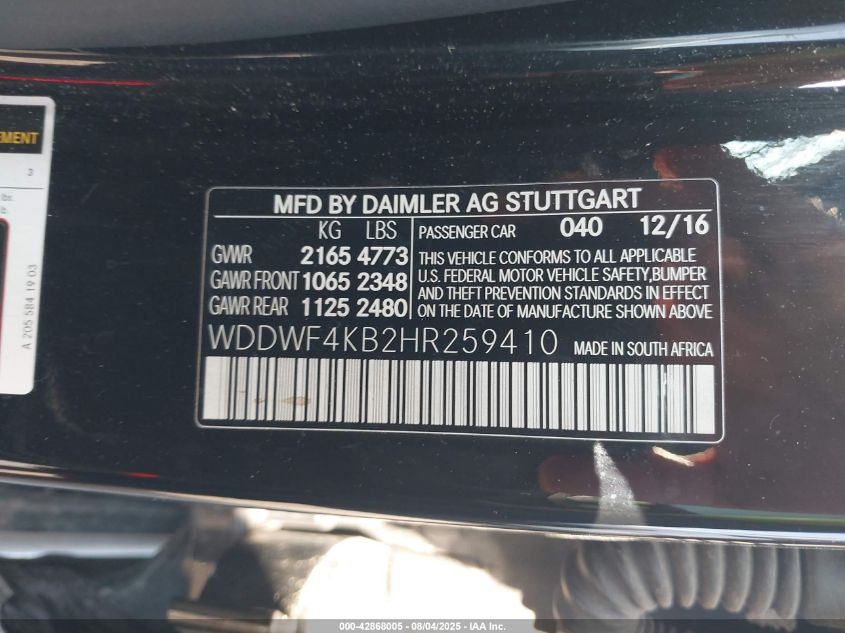 EMENT
3
lbs.
lb.
A 205 584 19 03
MFD BY DAIMLER AG STUTTGART
KG LBS
GVWR 2165 4773
GAWR FRONT 1065 2348
GAWR REAR 1125 2480
PASSENGER CAR 040 12/16
THIS VEHICLE CONFORMS TO ALL APPLICABLE
U.S. FEDERAL MOTOR VEHICLE SAFETY,BUMPER
AND THEFT PREVENTION STANDARDS IN EFFECT
ON THE DATE OF MANUFACTURE SHOWN ABOVE
WDDWF4KB2HR259410 MADE IN SOUTH AFRICA
000-42868005 - 08/04/2025 - IAA Inc.